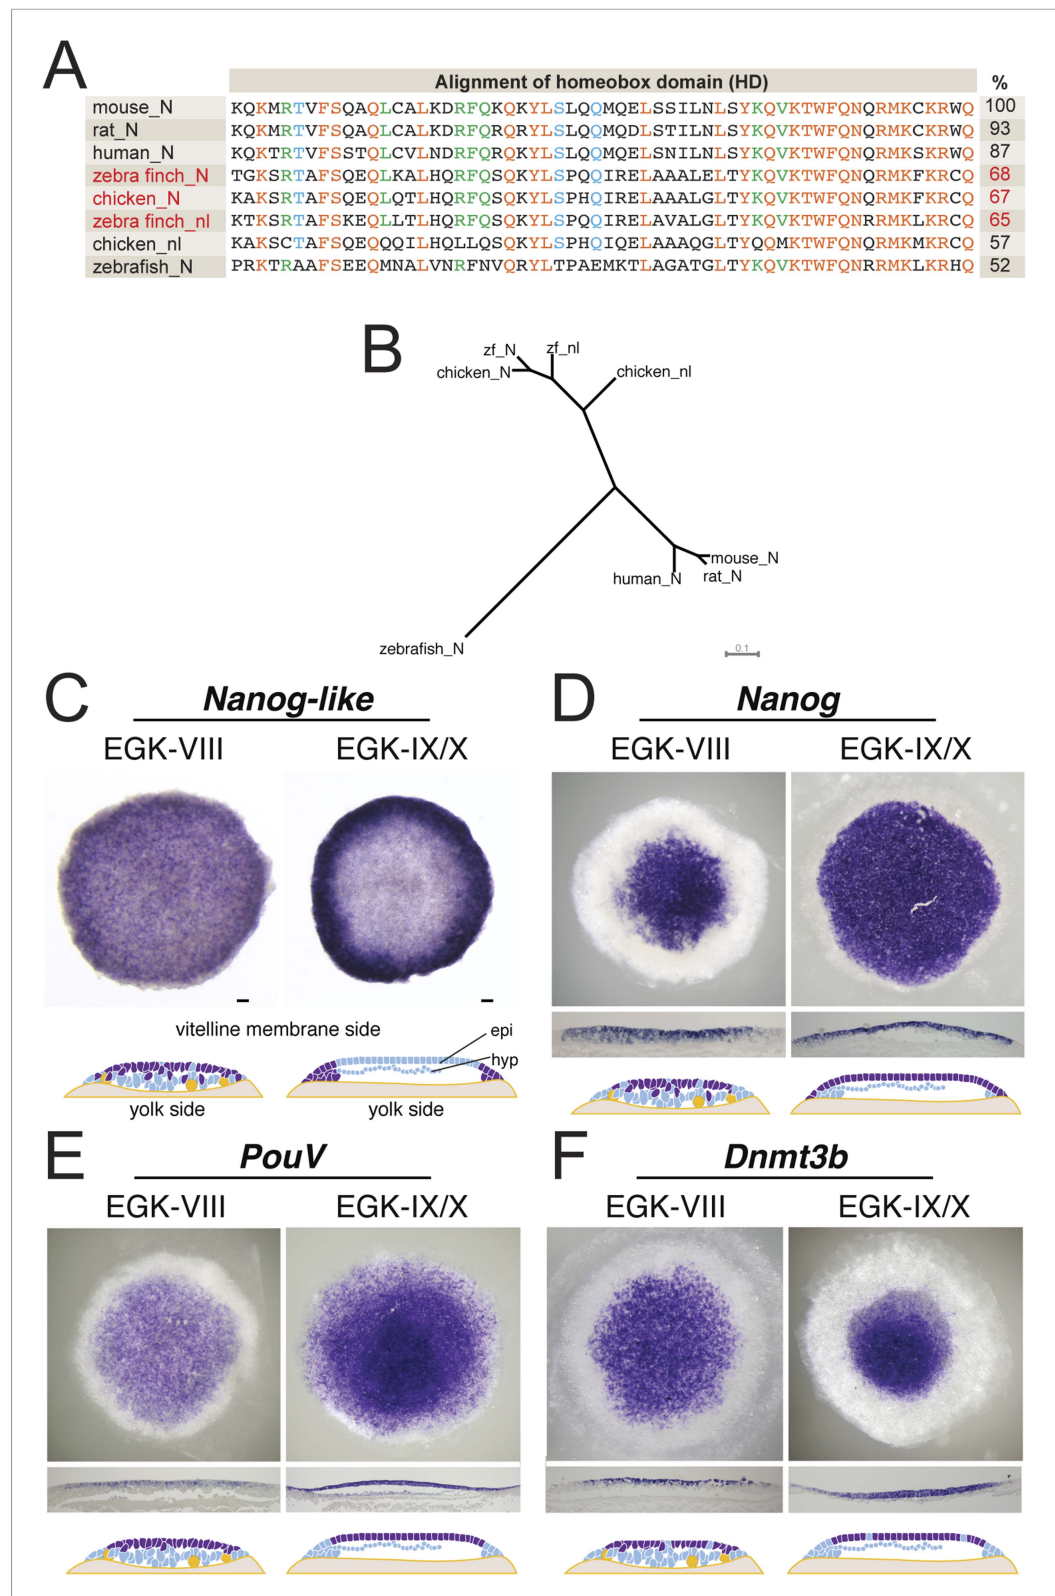 A
Alignment of homeobox domain (HD) %
mouse_N KQKMRTVFSQAQLCALKDRFQKQKYLSLQQMQELSSILNLSYKQVKTWFQNQRMKCKRWQ 100
rat_N KQKMRTVFSQAQLCALKDRFQRQRYLSLQQMQDLSTILNLSYKQVKTWFQNQRMKCKRWQ 93
human_N KQKTRTVFSSTQLCVLNDRFQRQKYLSLQQMQELSNILNLSYKQVKTWFQNQRMKSKRWQ 87
zebra finch_N TGKSRTAFSQEQLKALHQRFQSQKYLSPQQIRELAAALELTYKQVKTWFQNQRMKFKRCQ 68
chicken_N KAKSRTAFSQEQLQTLHQRFQSQKYLSPHQIRELAAALGLTYKQVKTWFQNQRMKFKRCQ 67
zebra finch_nl KTKSRTAFSKEQLLTLHQRFQSQKYLSPQQIRELAVALGLTYKQVKTWFQNRRMKLKRCQ 65
chicken_nl KAKSCTAFSQEQQQILHQLLQSQKYLSPHQIQELAAAQGLTYQQMKTWFQNQRMKMKRCQ 57
zebrafish_N PRKTRAAFSEEQMNALVNRFNVQRYLTPAEMKTLAGATGLTYKQVKTWFQNRRMKLKRHQ 52
B
zf_N
zf_nl
chicken_N
chicken_nl
mouse_N
rat_N
human_N
zebrafish_N
0.1
C
Nanog-like
EGK-VIII EGK-IX/X
vitelline membrane side
epi
hyp
yolk side yolk side
D
Nanog
EGK-VIII EGK-IX/X
E
PouV
EGK-VIII EGK-IX/X
F
Dnmt3b
EGK-VIII EGK-IX/X